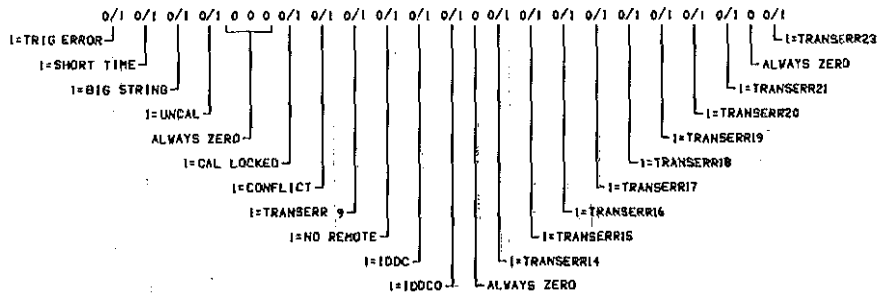 0/1 0/1 0/1 0/1 0 0 0 0/1 0/1 0/1 0/1 0/1 0/1 0 0/1 0/1 0/1 0/1 0/1 0/1 0/1 0/1 0 0/1
1=TRIG ERROR
1=TRANSERR23
1=SHORT TIME
ALWAYS ZERO
1=BIG STRING
1=TRANSERR21
1=UNCAL
1=TRANSERR20
ALWAYS ZERO
1=TRANSERR19
1=CAL LOCKED
1=TRANSERR18
1=CONFLICT
1=TRANSERR17
1=TRANSERR 9
1=TRANSERR16
1=NO REMOTE
1=TRANSERR15
1=IDDC
1=TRANSERR14
1=IDDCO
ALWAYS ZERO